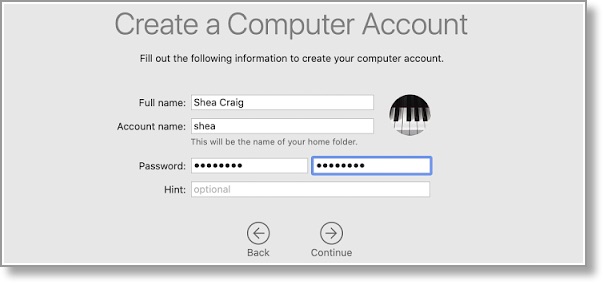 Create a Computer Account
Fill out the following information to create your computer account.
Full name: Shea Craig
Account name: shea
This will be the name of your home folder.
Password: •••••••• ••••••••
Hint: optional
Back Continue